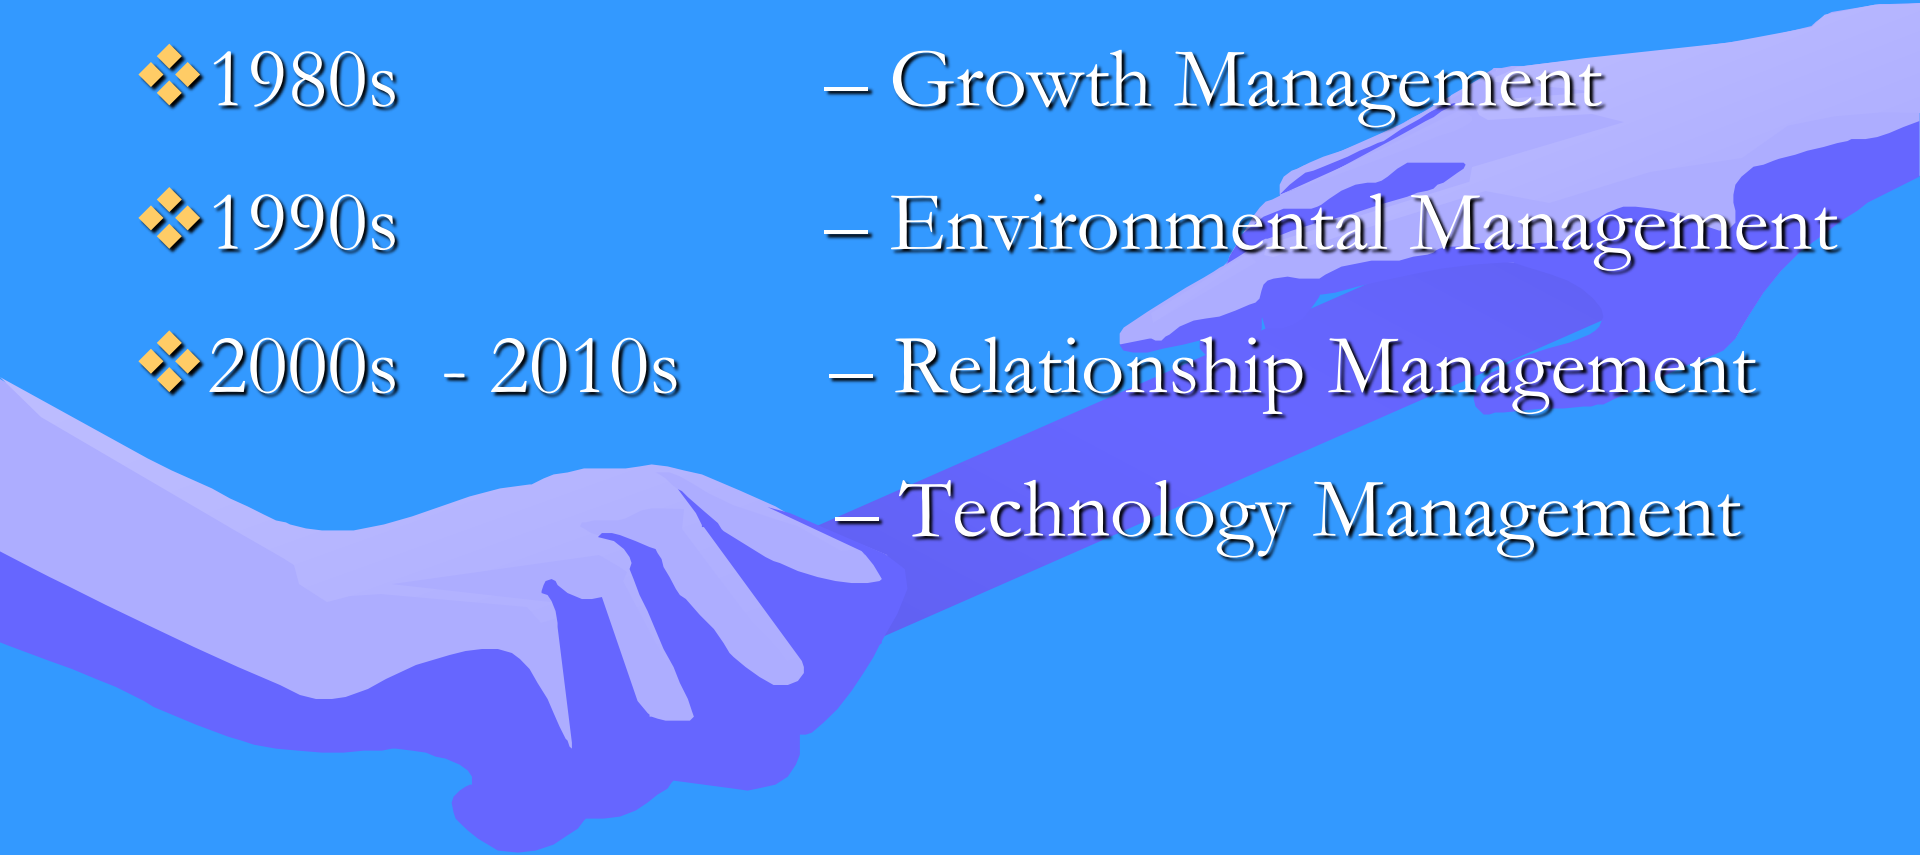 ❖1980s – Growth Management
❖1990s – Environmental Management
❖2000s - 2010s – Relationship Management
– Technology Management